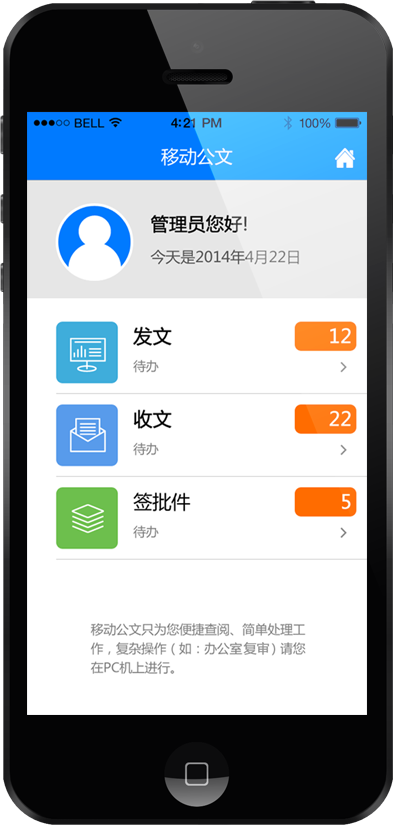 BELL 4:21 PM 100%
移动公文
管理员您好!
今天是2014年4月22日
发文 12
待办
收文 22
待办
签批件 5
待办
移动公文只为您便捷查阅、简单处理工
作，复杂操作（如：办公室复审）请您
在PC机上进行。